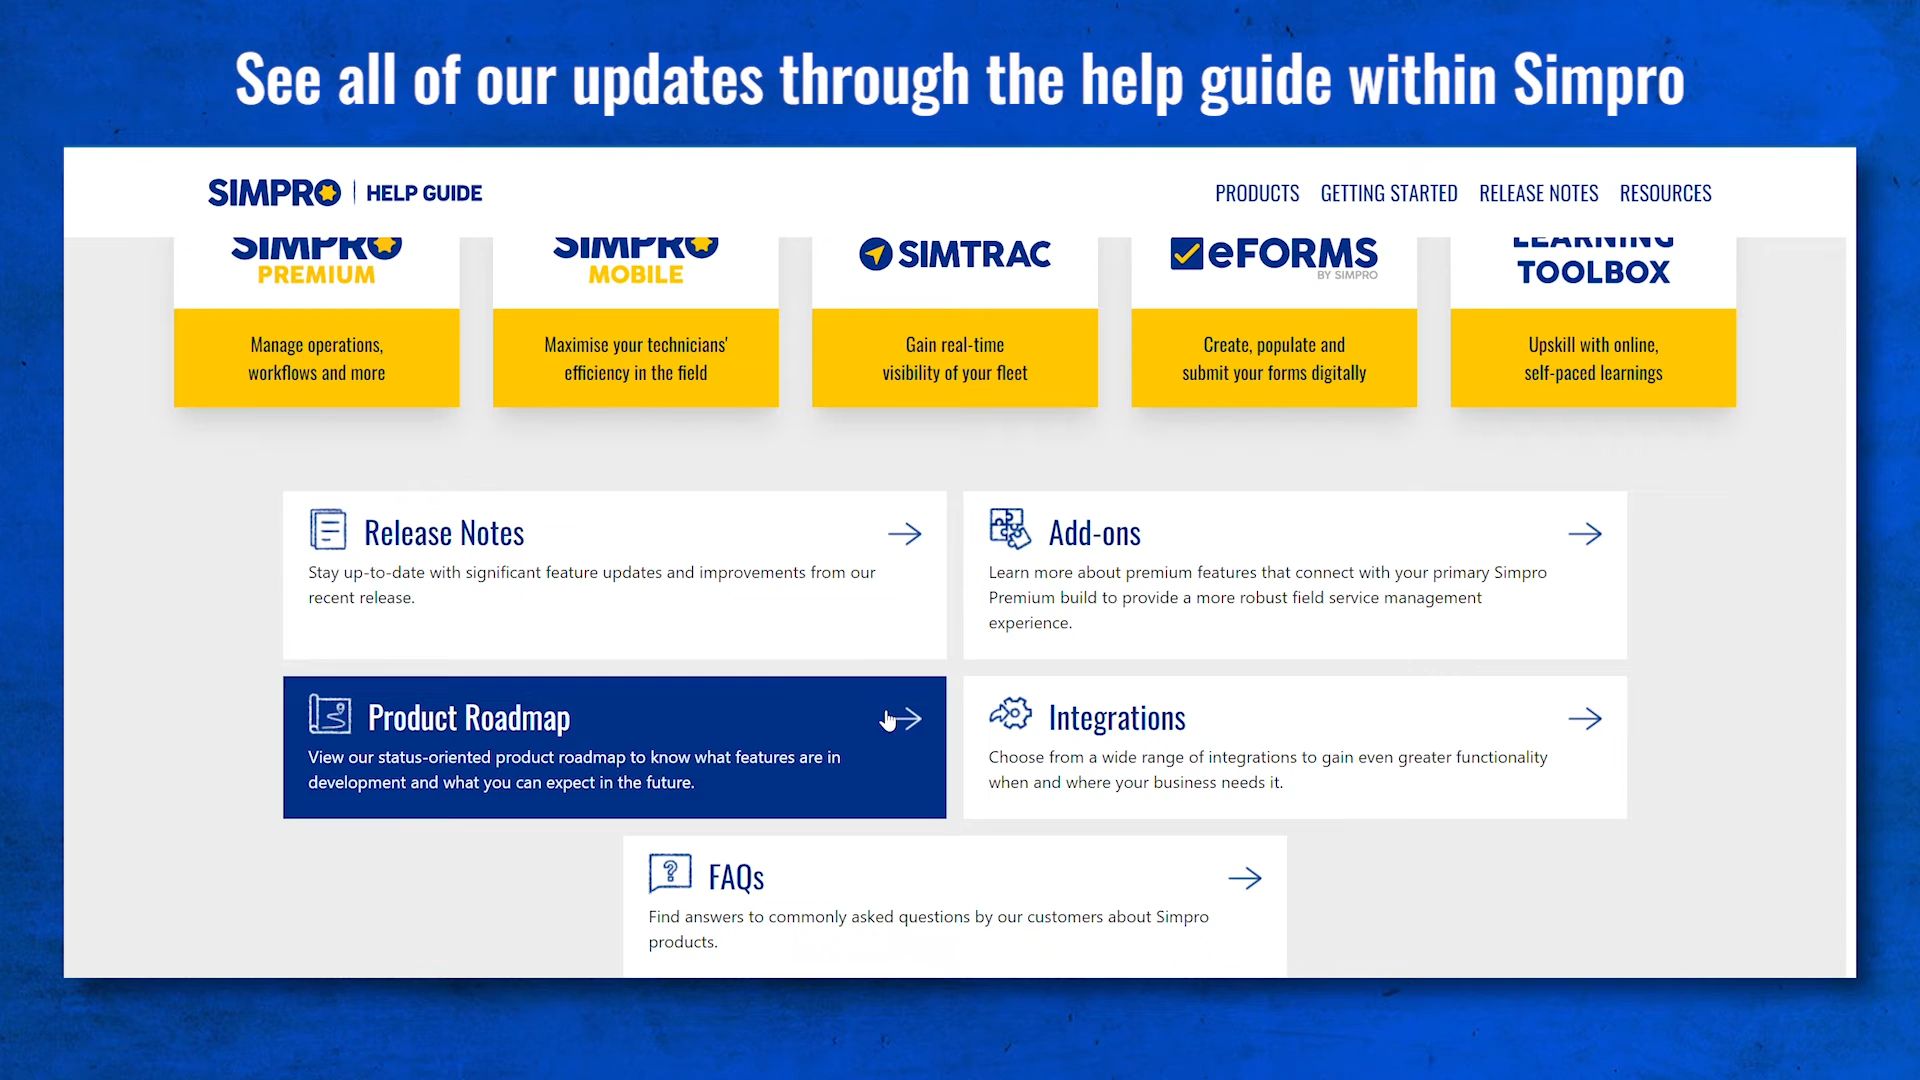 See all of our updates through the help guide within Simpro
SIMPRO | HELP GUIDE
PRODUCTS GETTING STARTED RELEASE NOTES RESOURCES
SIMPRO
PREMIUM
SIMPRO
MOBILE
SIMTRAC
eFORMS
BY SIMPRO
LEARNING
TOOLBOX
Manage operations,
workflows and more
Maximise your technicians'
efficiency in the field
Gain real-time
visibility of your fleet
Create, populate and
submit your forms digitally
Upskill with online,
self-paced learnings
Release Notes
Stay up-to-date with significant feature updates and improvements from our
recent release.
Add-ons
Learn more about premium features that connect with your primary Simpro
Premium build to provide a more robust field service management
experience.
Product Roadmap
View our status-oriented product roadmap to know what features are in
development and what you can expect in the future.
Integrations
Choose from a wide range of integrations to gain even greater functionality
when and where your business needs it.
FAQs
Find answers to commonly asked questions by our customers about Simpro
products.